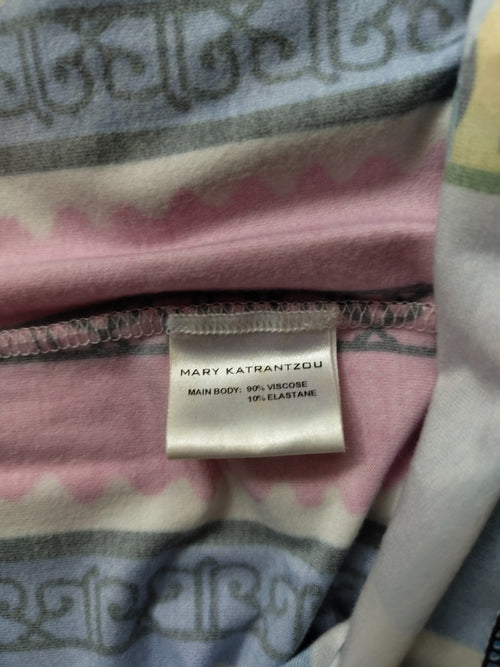 MARY KATRANTZOU
MAIN BODY: 90% VISCOSE
10% ELASTANE